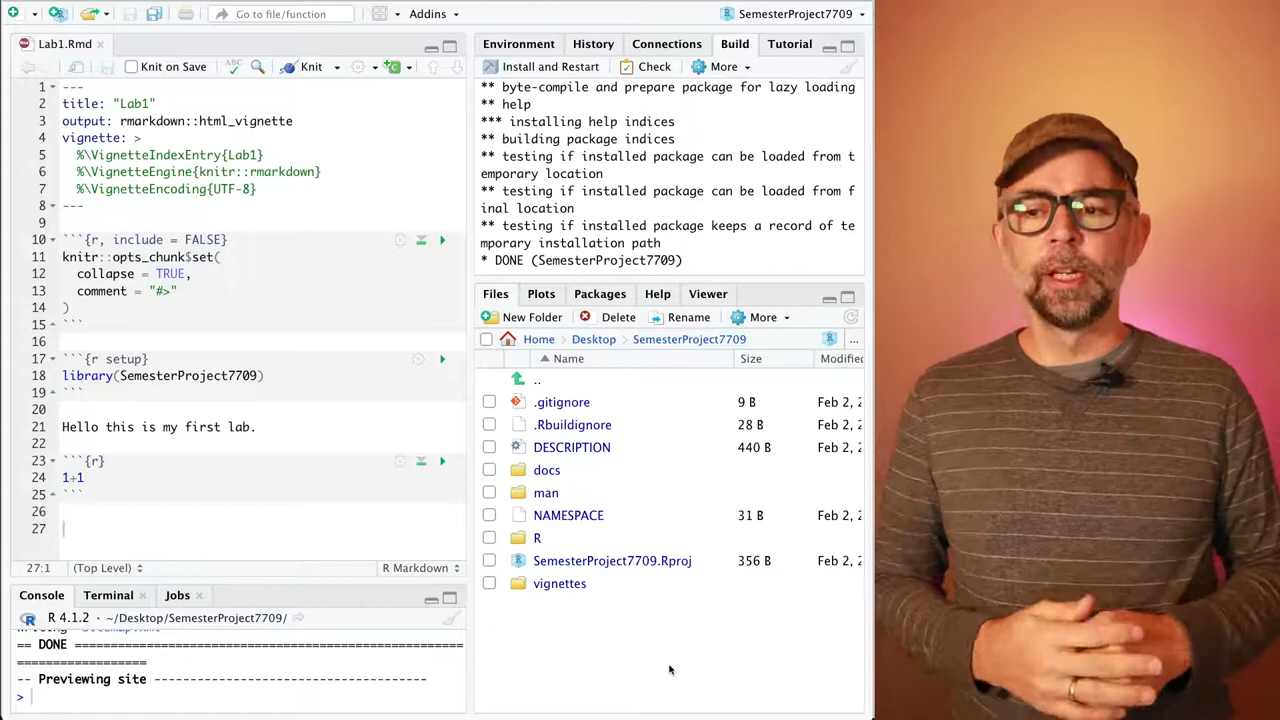 Go to file/function
Addins
SemesterProject7709
Lab1.Rmd
Knit on Save
ABC
Knit
1 ---
2 title: "Lab1"
3 output: rmarkdown::html_vignette
4 vignette: >
5 %\VignetteIndexEntry{Lab1}
6 %\VignetteEngine{knitr::rmarkdown}
7 %\VignetteEncoding{UTF-8}
8 ---
9
10 ```{r, include = FALSE}
11 knitr::opts_chunk$set(
12 collapse = TRUE,
13 comment = "#>"
14 )
15 ```
16
17 ```{r setup}
18 library(SemesterProject7709)
19 ```
20
21 Hello this is my first lab.
22
23 ```{r}
24 1+1
25 ```
26
27
27:1 (Top Level) R Markdown
Console Terminal Jobs
R 4.1.2 · ~/Desktop/SemesterProject7709/
== DONE ====================================================
==================
-- Previewing site --------------------------------------
>
Environment History Connections Build Tutorial
Install and Restart Check More
** byte-compile and prepare package for lazy loading
** help
*** installing help indices
** building package indices
** testing if installed package can be loaded from t
emporary location
** testing if installed package can be loaded from f
inal location
** testing if installed package keeps a record of te
mporary installation path
* DONE (SemesterProject7709)
Files Plots Packages Help Viewer
New Folder Delete Rename More
Home Desktop SemesterProject7709 ...
Name Size Modified
..
.gitignore 9 B Feb 2, 2
.Rbuildignore 28 B Feb 2, 2
DESCRIPTION 440 B Feb 2, 2
docs
man
NAMESPACE 31 B Feb 2, 2
R
SemesterProject7709.Rproj 356 B Feb 2, 2
vignettes